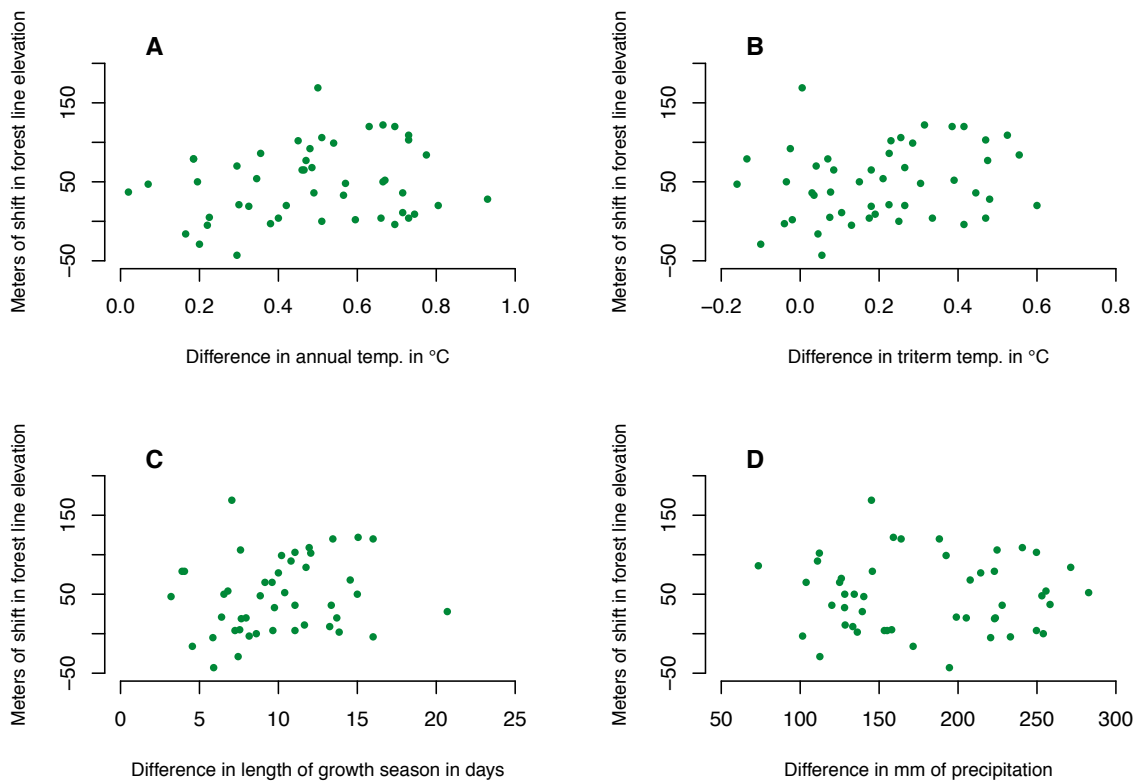 A
Meters of shift in forest line elevation
150
50
−50
0.0 0.2 0.4 0.6 0.8 1.0
Difference in annual temp. in °C
B
Meters of shift in forest line elevation
150
50
−50
−0.2 0.0 0.2 0.4 0.6 0.8
Difference in triterm temp. in °C
C
Meters of shift in forest line elevation
150
50
−50
0 5 10 15 20 25
Difference in length of growth season in days
D
Meters of shift in forest line elevation
150
50
−50
50 100 150 200 250 300
Difference in mm of precipitation